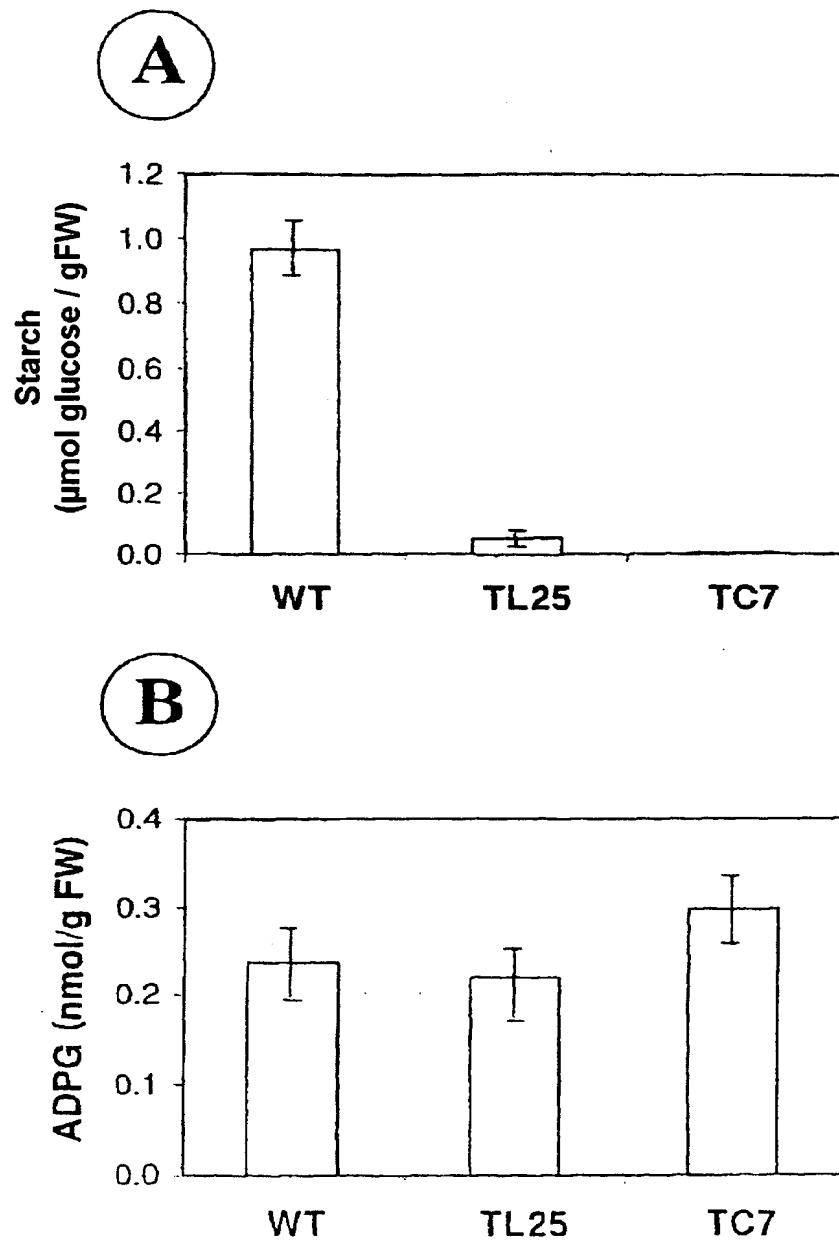 A
Starch
(µmol glucose / gFW)
1.2
1.0
0.8
0.6
0.4
0.2
0.0
WT TL25 TC7
B
ADPG (nmol/g FW)
0.4
0.3
0.2
0.1
0.0
WT TL25 TC7